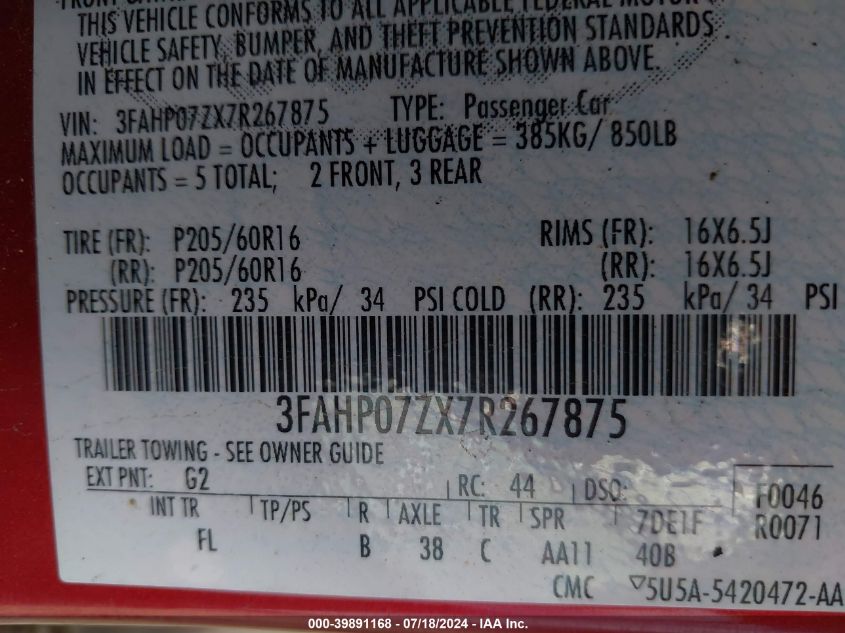 THIS VEHICLE CONFORMS TO ALL APPLICABLE FEDERAL MOTOR
VEHICLE SAFETY, BUMPER, AND THEFT PREVENTION STANDARDS
IN EFFECT ON THE DATE OF MANUFACTURE SHOWN ABOVE.
VIN: 3FAHP07ZX7R267875 TYPE: Passenger Car
MAXIMUM LOAD = OCCUPANTS + LUGGAGE = 385KG/ 850LB
OCCUPANTS = 5 TOTAL; 2 FRONT, 3 REAR
TIRE (FR): P205/60R16 RIMS (FR): 16X6.5J
(RR): P205/60R16 (RR): 16X6.5J
PRESSURE (FR): 235 kPa/ 34 PSI COLD (RR): 235 kPa/ 34 PSI
3FAHP07ZX7R267875
TRAILER TOWING - SEE OWNER GUIDE
EXT PNT: G2 RC: 44 DSO: F0046
INT TR TP/PS R AXLE TR SPR 7DE1F R0071
FL B 38 C AA11 40B
CMC ▽5U5A-5420472-AA
000-39891168 - 07/18/2024 - IAA Inc.